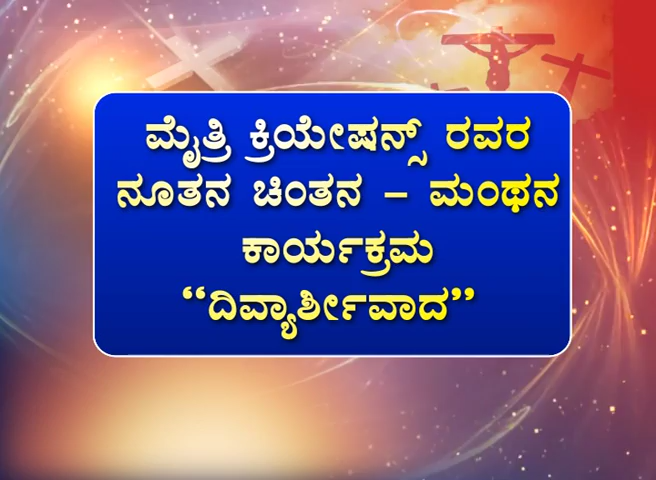 ಮೈತ್ರಿ ಕ್ರಿಯೇಷನ್ಸ್ ರವರ
ನೂತನ ಚಿಂತನ – ಮಂಥನ
ಕಾರ್ಯಕ್ರಮ
“ದಿವ್ಯಾರ್ಶೀವಾದ”